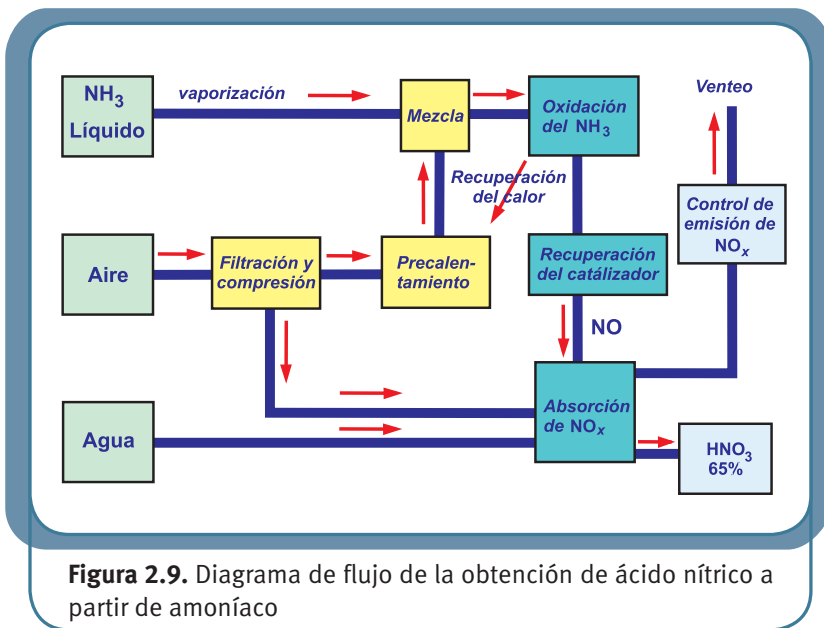 NH3
Líquido
vaporización
Mezcla
Oxidación
del NH3
Venteo
Recuperación
del calor
Control de
emisión de
NOx
Aire
Filtración y
compresión
Precalen-
tamiento
Recuperación
del catálizador
NO
Agua
Absorción
de NOx
HNO3
65%
Figura 2.9. Diagrama de flujo de la obtención de ácido nítrico a
partir de amoníaco